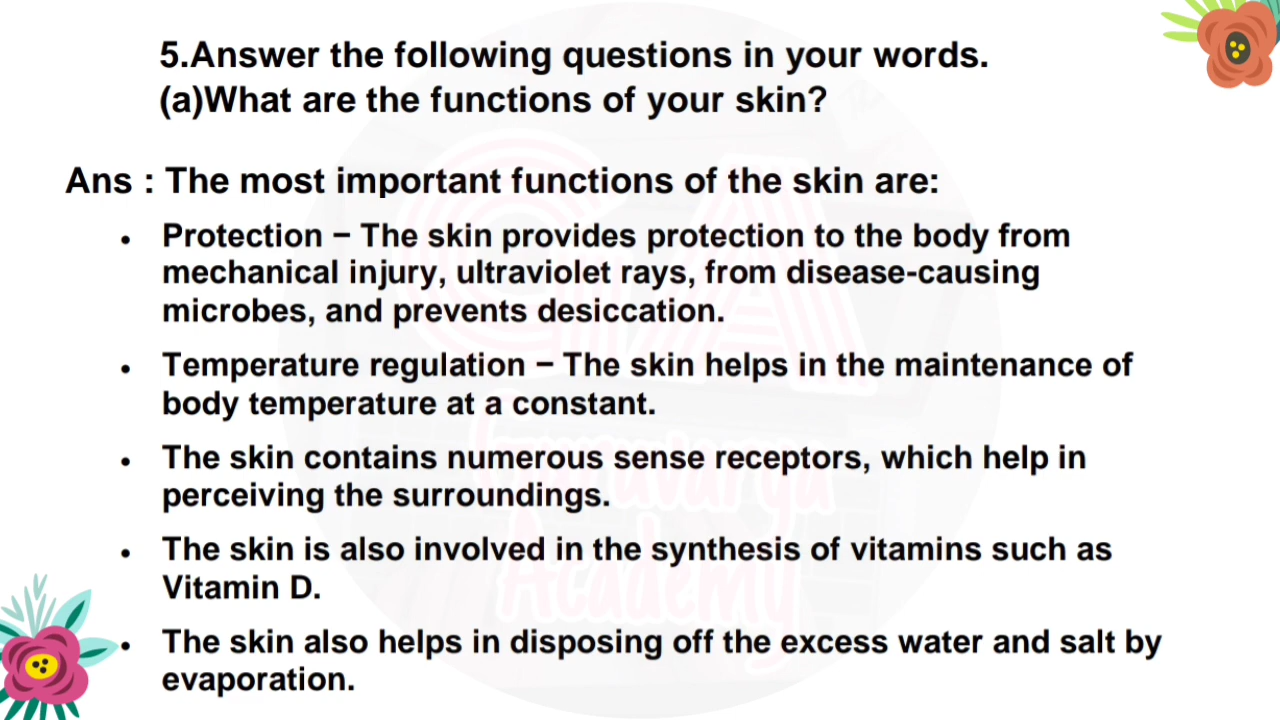 5.Answer the following questions in your words.
(a)What are the functions of your skin?
Ans : The most important functions of the skin are:
• Protection − The skin provides protection to the body from
mechanical injury, ultraviolet rays, from disease-causing
microbes, and prevents desiccation.
• Temperature regulation − The skin helps in the maintenance of
body temperature at a constant.
• The skin contains numerous sense receptors, which help in
perceiving the surroundings.
• The skin is also involved in the synthesis of vitamins such as
Vitamin D.
• The skin also helps in disposing off the excess water and salt by
evaporation.